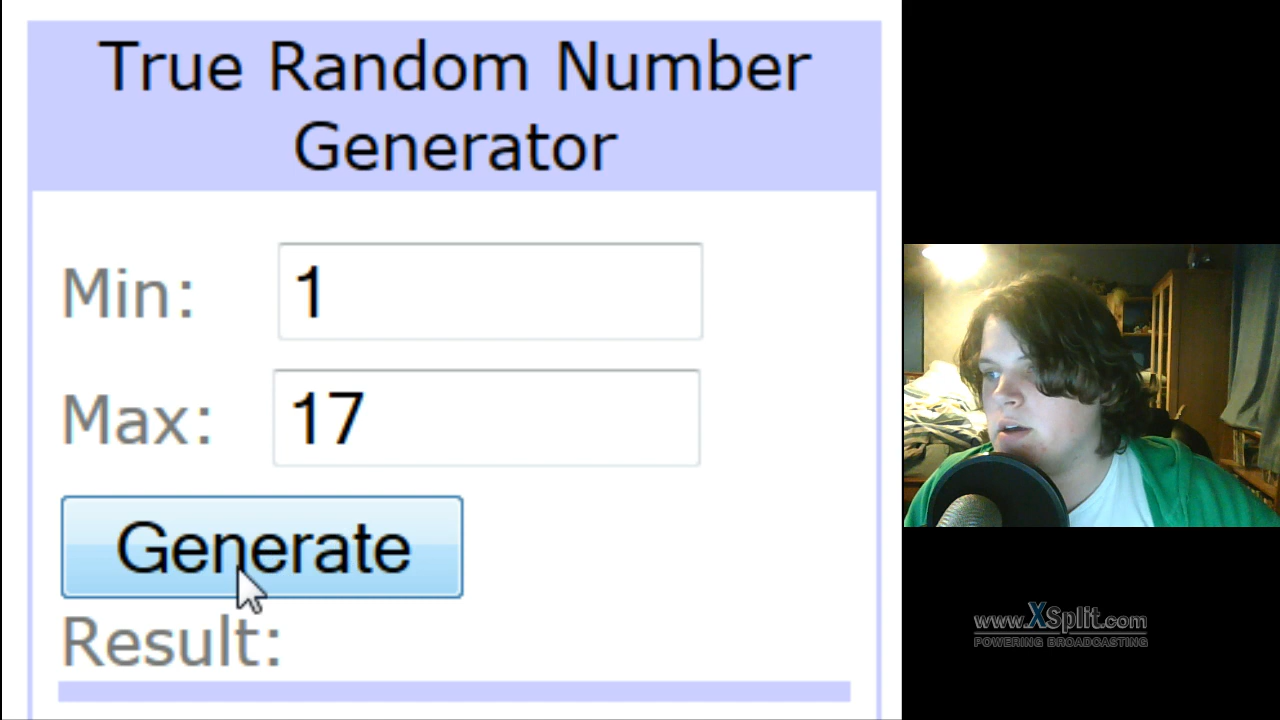 True Random Number
Generator
Min: 1
Max: 17
Generate
Result:
www.XSplit.com
POWERING BROADCASTING